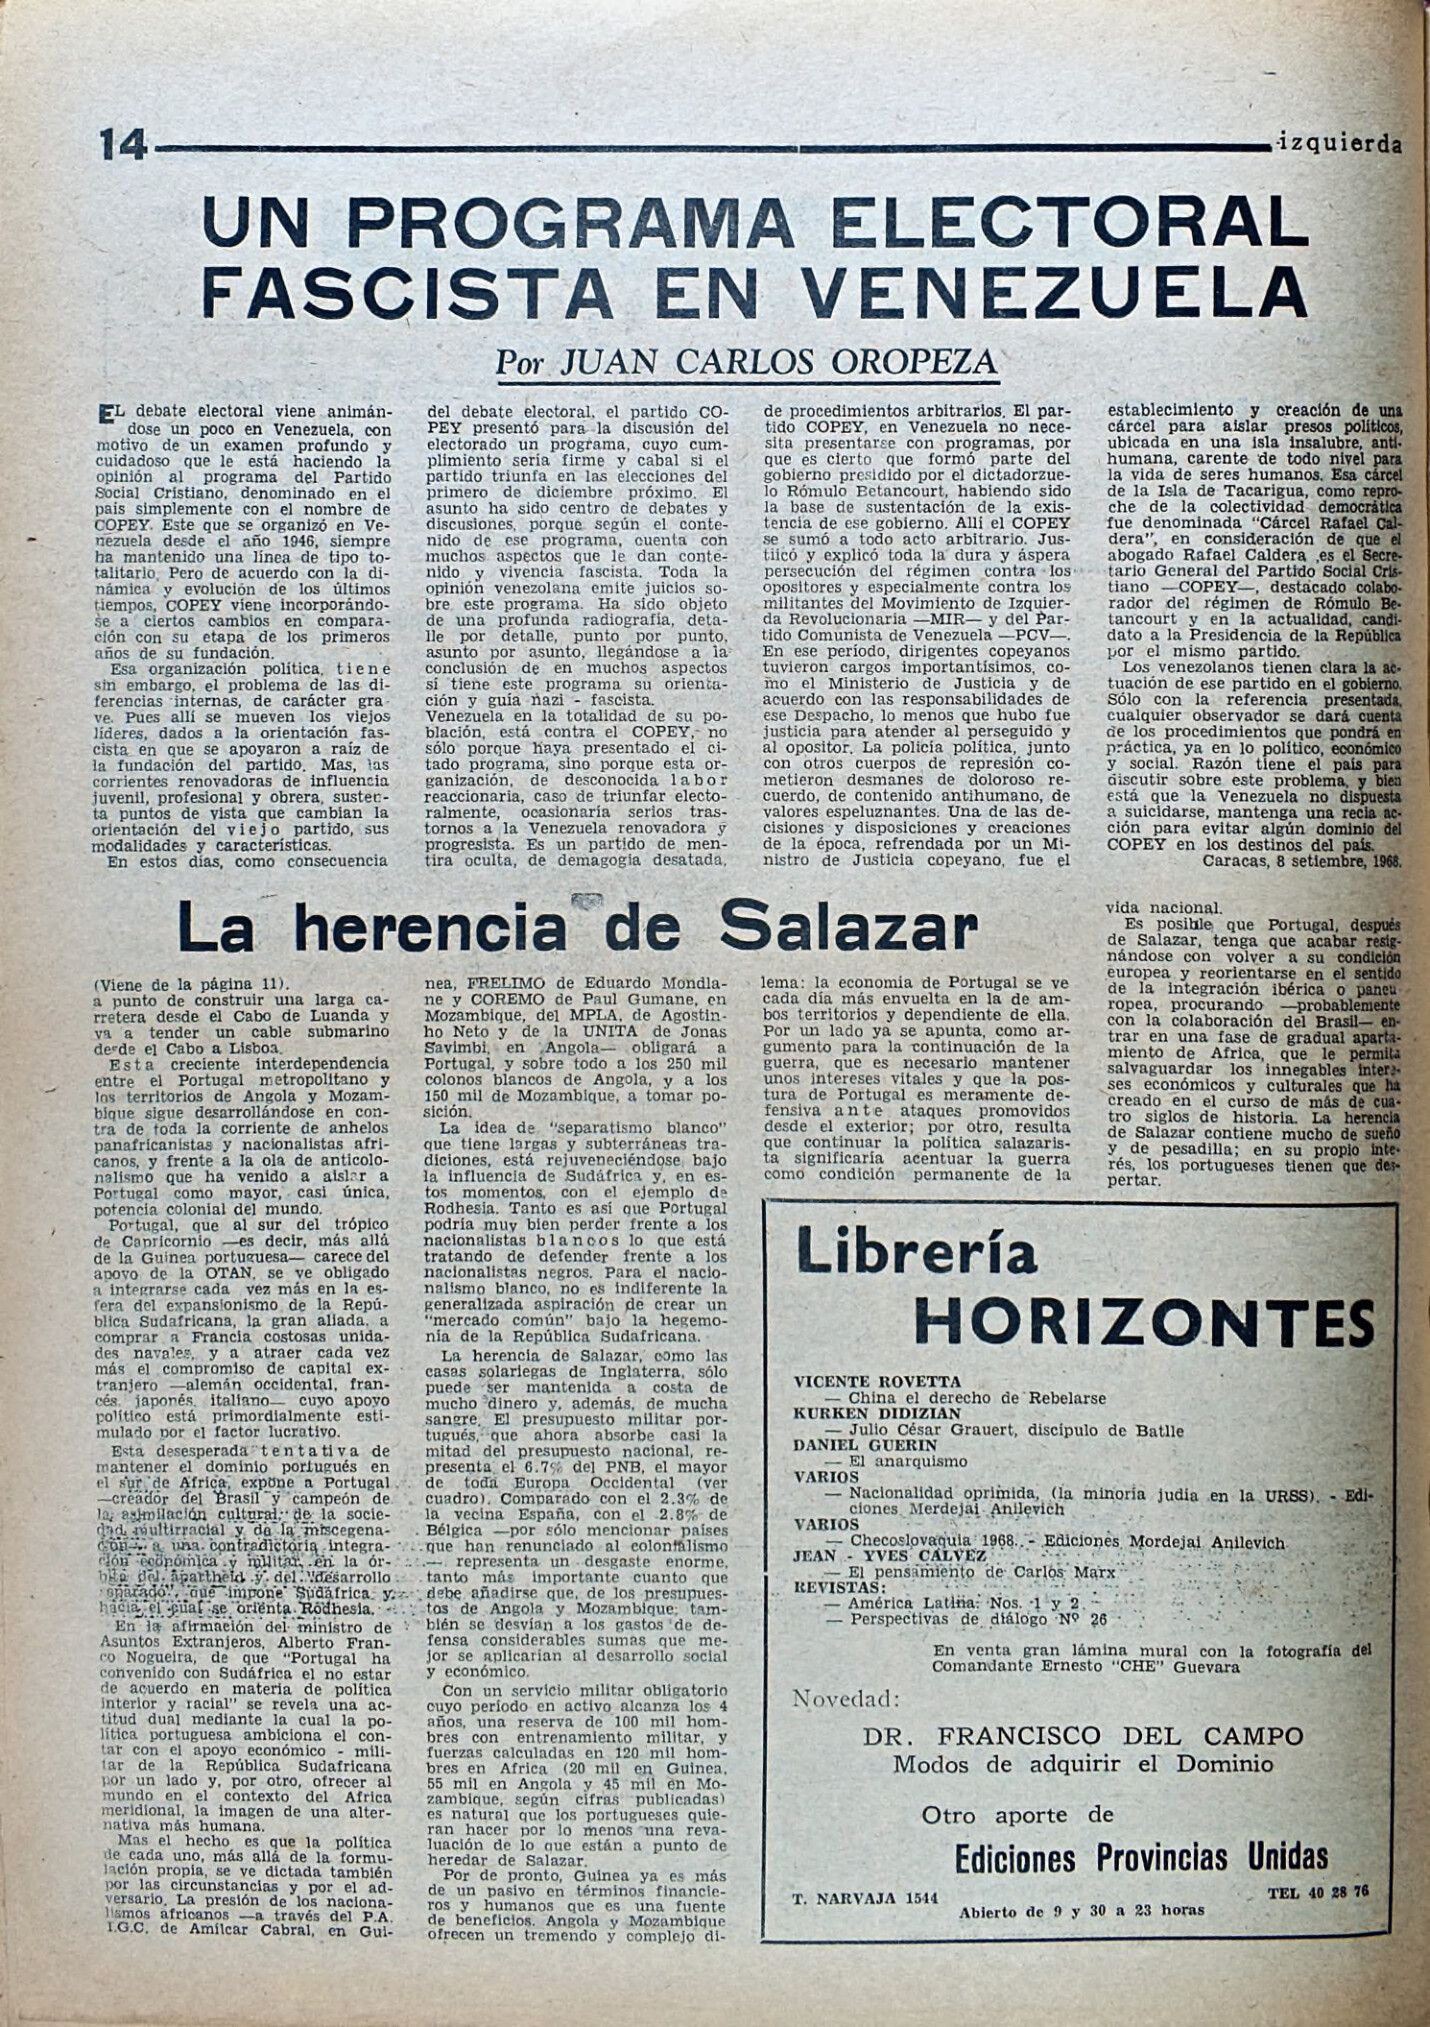 14
izquierda
UN PROGRAMA ELECTORAL
FASCISTA EN VENEZUELA
Por JUAN CARLOS OROPEZA
EL debate electoral viene animán-
dose un poco en Venezuela, con
motivo de un examen profundo y
cuidadoso que le está haciendo la
opinión al programa del Partido
Social Cristiano, denominado en el
país simplemente con el nombre de
COPEY. Este que se organizó en Ve-
nezuela desde el año 1946, siempre
ha mantenido una línea de tipo to-
talitario. Pero de acuerdo con la di-
námica y evolución de los últimos
tiempos, COPEY viene incorporándo-
se a ciertos cambios en compara-
ción con su etapa de los primeros
años de su fundación.
Esa organización política, tiene
sin embargo, el problema de las di-
ferencias internas, de carácter gra
ve. Pues allí se mueven los viejos
líderes, dados a la orientación fas-
cista en que se apoyaron a raíz de
la fundación del partido. Mas, las
corrientes renovadoras de influencia
juvenil, profesional y obrera, susten-
ta puntos de vista que cambian la
orientación del viejo partido, sus
modalidades y características.
En estos días, como consecuencia
del debate electoral, el partido CO-
PEY presentó para la discusión del
electorado un programa, cuyo cum-
plimiento sería firme y cabal si el
partido triunfa en las elecciones del
primero de diciembre próximo. El
asunto ha sido centro de debates y
discusiones, porque según el conte-
nido de ese programa, cuenta con
muchos aspectos que le dan conte-
nido y vivencia fascista. Toda la
opinión venezolana emite juicios so-
bre este programa. Ha sido objeto
de una profunda radiografía, deta-
lle por detalle, punto por punto,
asunto por asunto, llegándose a la
conclusión de en muchos aspectos
sí tiene este programa su orienta-
ción y guía nazi - fascista.
Venezuela en la totalidad de su po-
blación, está contra el COPEY, no
sólo porque haya presentado el ci-
tado programa, sino porque esta or-
ganización, de desconocida labor
reaccionaria, caso de triunfar electo-
ralmente, ocasionaría serios tras-
tornos a la Venezuela renovadora y
progresista. Es un partido de men-
tira oculta, de demagogia desatada,
de procedimientos arbitrarios. El par-
tido COPEY, en Venezuela no nece-
sita presentarse con programas, por
que es cierto que formó parte del
gobierno presidido por el dictadorzue-
lo Rómulo Betancourt, habiendo sido
la base de sustentación de la exis-
tencia de ese gobierno. Allí el COPEY
se sumó a todo acto arbitrario. Jus-
tiicó y explicó toda la dura y áspera
persecución del régimen contra los
opositores y especialmente contra los
militantes del Movimiento de Izquier-
da Revolucionaria —MIR— y del Par-
tido Comunista de Venezuela —PCV—.
En ese período, dirigentes copeyanos
tuvieron cargos importantísimos, co-
mo el Ministerio de Justicia y de
acuerdo con las responsabilidades de
ese Despacho, lo menos que hubo fue
justicia para atender al perseguido y
al opositor. La policía política, junto
con otros cuerpos de represión co-
metieron desmanes de doloroso re-
cuerdo, de contenido antihumano, de
valores espeluznantes. Una de las de-
cisiones y disposiciones y creaciones
de la época, refrendada por un Mi-
nistro de Justicia copeyano, fue el
establecimiento y creación de una
cárcel para aislar presos políticos,
ubicada en una isla insalubre, anti-
humana, carente de todo nivel para
la vida de seres humanos. Esa cárcel
de la Isla de Tacarigua, como repro-
che de la colectividad democrática
fue denominada "Cárcel Rafael Cal-
dera", en consideración de que el
abogado Rafael Caldera ,es el Secre-
tario General del Partido Social Cris-
tiano —COPEY—, destacado colabo-
rador del régimen de Rómulo Be-
tancourt y en la actualidad, candi-
dato a la Presidencia de la República
por el mismo partido.
Los venezolanos tienen clara la ac-
tuación de ese partido en el gobierno.
Sólo con la referencia presentada,
cualquier observador se dará cuenta
de los procedimientos que pondrá en
práctica, ya en lo político, económico
y social. Razón tiene el país para
discutir sobre este problema, y bien
está que la Venezuela no dispuesta
a suicidarse, mantenga una recia ac-
ción para evitar algún dominio del
COPEY en los destinos del país.
Caracas, 8 setiembre, 1968.
La herencia de Salazar
(Viene de la página 11).
a punto de construir una larga ca-
rretera desde el Cabo de Luanda y
va a tender un cable submarino
desde el Cabo a Lisboa.
Esta creciente interdependencia
entre el Portugal metropolitano y
los territorios de Angola y Mozam-
bique sigue desarrollándose en con-
tra de toda la corriente de anhelos
panafricanistas y nacionalistas afri-
canos, y frente a la ola de anticolo-
nalismo que ha venido a aislar a
Portugal como mayor, casi única,
potencia colonial del mundo.
Portugal, que al sur del trópico
de Capricornio —es decir, más allá
de la Guinea portuguesa— carece del
apoyo de la OTAN, se ve obligado
a integrarse cada vez más en la es-
fera del expansionismo de la Repú-
blica Sudafricana, la gran aliada, a
comprar a Francia costosas unida-
des navales, y a atraer cada vez
más el compromiso de capital ex-
tranjero —alemán occidental, fran-
cés, japonés, italiano— cuyo apoyo
político está primordialmente esti-
mulado por el factor lucrativo.
Esta desesperada tentativa de
mantener el dominio portugués en
el sur de Africa, expone a Portugal
—creador del Brasil y campeón de
la asimilación cultural, de la socie-
dad multirracial y de la miscegena-
ción— a una contradictoria integra-
ción económica y militar en la ór-
bita del apartheid y del "desarrollo
aparado", que impone Sudáfrica y
hacia el cual se orienta Rodhesia.
En la afirmación del ministro de
Asuntos Extranjeros, Alberto Fran-
co Nogueira, de que "Portugal ha
convenido con Sudáfrica el no estar
de acuerdo en materia de política
interior y racial" se revela una ac-
titud dual mediante la cual la po-
lítica portuguesa ambiciona el con-
tar con el apoyo económico - mili-
tar de la República Sudafricana
por un lado y, por otro, ofrecer al
mundo en el contexto del Africa
meridional, la imagen de una alter-
nativa más humana.
Mas el hecho es que la política
de cada uno, más allá de la formu-
lación propia, se ve dictada también
por las circunstancias y por el ad-
versario. La presión de los naciona-
lismos africanos —a través del P.A.
I.G.C. de Amílcar Cabral, en Gui-
nea, FRELIMO de Eduardo Mondla-
ne y COREMO de Paul Gumane, en
Mozambique, del MPLA, de Agostin-
ho Neto y de la UNITA de Jonas
Savimbi, en Angola— obligará a
Portugal, y sobre todo a los 250 mil
colonos blancos de Angola, y a los
150 mil de Mozambique, a tomar po-
sición.
La idea de "separatismo blanco"
que tiene largas y subterráneas tra-
diciones, está rejuveneciéndose bajo
la influencia de Sudáfrica y, en es-
tos momentos, con el ejemplo de
Rodhesia. Tanto es así que Portugal
podría muy bien perder frente a los
nacionalistas blancos lo que está
tratando de defender frente a los
nacionalistas negros. Para el nacio-
nalismo blanco, no es indiferente la
generalizada aspiración de crear un
"mercado común" bajo la hegemo-
nía de la República Sudafricana.
La herencia de Salazar, como las
casas solariegas de Inglaterra, sólo
puede ser mantenida a costa de
mucho dinero y, además, de mucha
sangre. El presupuesto militar por-
tugués, que ahora absorbe casi la
mitad del presupuesto nacional, re-
presenta el 6.7% del PNB, el mayor
de toda Europa Occidental (ver
cuadro). Comparado con el 2.3% de
la vecina España, con el 2.8% de
Bélgica —por sólo mencionar países
que han renunciado al colonialismo
— representa un desgaste enorme,
tanto más importante cuanto que
debe añadirse que, de los presupues-
tos de Angola y Mozambique; tam-
bién se desvían a los gastos de de-
fensa considerables sumas que me-
jor se aplicarían al desarrollo social
y económico.
Con un servicio militar obligatorio
cuyo período en activo alcanza los 4
años, una reserva de 100 mil hom-
bres con entrenamiento militar, y
fuerzas calculadas en 120 mil hom-
bres en Africa (20 mil en Guinea,
55 mil en Angola y 45 mil en Mo-
zambique, según cifras publicadas)
es natural que los portugueses quie-
ran hacer por lo menos una reva-
luación de lo que están a punto de
heredar de Salazar.
Por de pronto, Guinea ya es más
de un pasivo en términos financie-
ros y humanos que es una fuente
de beneficios. Angola y Mozambique
ofrecen un tremendo y complejo di-
lema: la economía de Portugal se ve
cada día más envuelta en la de am-
bos territorios y dependiente de ella.
Por un lado ya se apunta, como ar-
gumento para la continuación de la
guerra, que es necesario mantener
unos intereses vitales y que la pos-
tura de Portugal es meramente de-
fensiva ante ataques promovidos
desde el exterior; por otro, resulta
que continuar la política salazaris-
ta significaría acentuar la guerra
como condición permanente de la
vida nacional.
Es posible que Portugal, después
de Salazar, tenga que acabar resig-
nándose con volver a su condición
europea y reorientarse en el sentido
de la integración ibérica o paneu
ropea, procurando —probablemente
con la colaboración del Brasil— en-
trar en una fase de gradual aparta-
miento de Africa, que le permita
salvaguardar los innegables intere-
ses económicos y culturales que ha
creado en el curso de más de cua-
tro siglos de historia. La herencia
de Salazar contiene mucho de sueño
y de pesadilla; en su propio inte-
rés, los portugueses tienen que des-
pertar.
Librería
HORIZONTES
VICENTE ROVETTA
— China el derecho de Rebelarse
KURKEN DIDIZIAN
— Julio César Grauert, discípulo de Batlle
DANIEL GUERIN
— El anarquismo
VARIOS
— Nacionalidad oprimida, (la minoría judía en la URSS). - Edi-
ciones Merdejai Anilevich
VARIOS
— Checoslovaquia 1968. - Ediciones Mordejai Anilevich
JEAN - YVES CALVEZ
— El pensamiento de Carlos Marx
REVISTAS:
— América Latina: Nos. 1 y 2
— Perspectivas de diálogo Nº 26
En venta gran lámina mural con la fotografía del
Comandante Ernesto "CHE" Guevara
Novedad:
DR. FRANCISCO DEL CAMPO
Modos de adquirir el Dominio
Otro aporte de
Ediciones Provincias Unidas
T. NARVAJA 1544
TEL 40 28 76
Abierto de 9 y 30 a 23 horas